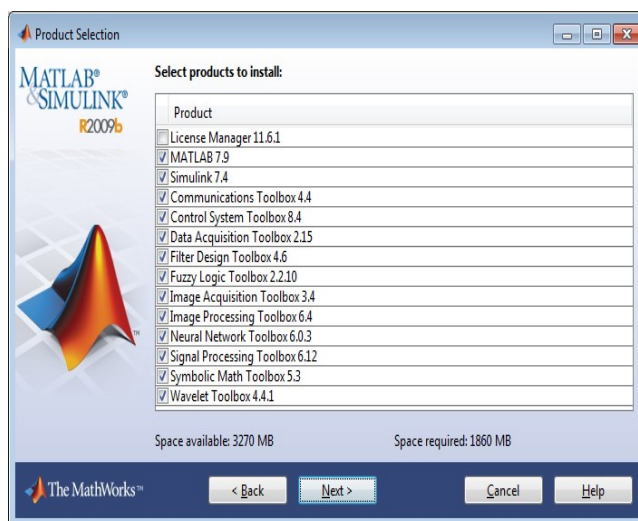 Product Selection
MATLAB®
&SIMULINK®
R2009b
Select products to install:
Product
License Manager 11.6.1
MATLAB 7.9
Simulink 7.4
Communications Toolbox 4.4
Control System Toolbox 8.4
Data Acquisition Toolbox 2.15
Filter Design Toolbox 4.6
Fuzzy Logic Toolbox 2.2.10
Image Acquisition Toolbox 3.4
Image Processing Toolbox 6.4
Neural Network Toolbox 6.0.3
Signal Processing Toolbox 6.12
Symbolic Math Toolbox 5.3
Wavelet Toolbox 4.4.1
TM
Space available: 3270 MB Space required: 1860 MB
The MathWorks™ < Back Next > Cancel Help